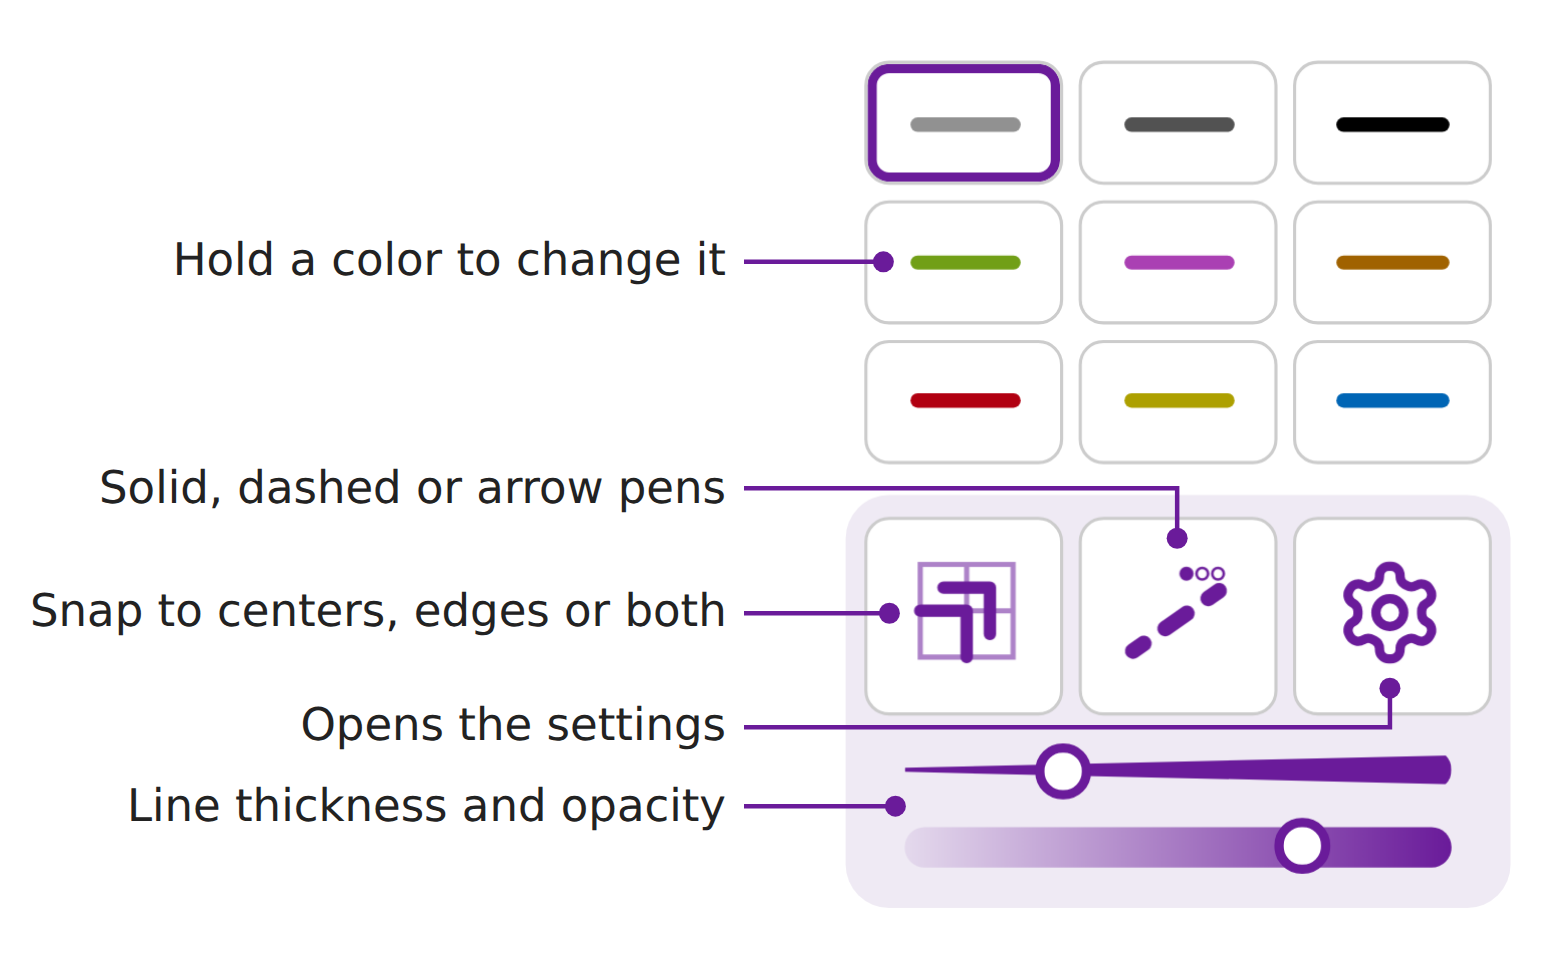 Hold a color to change it
Solid, dashed or arrow pens
Snap to centers, edges or both
Opens the settings
Line thickness and opacity